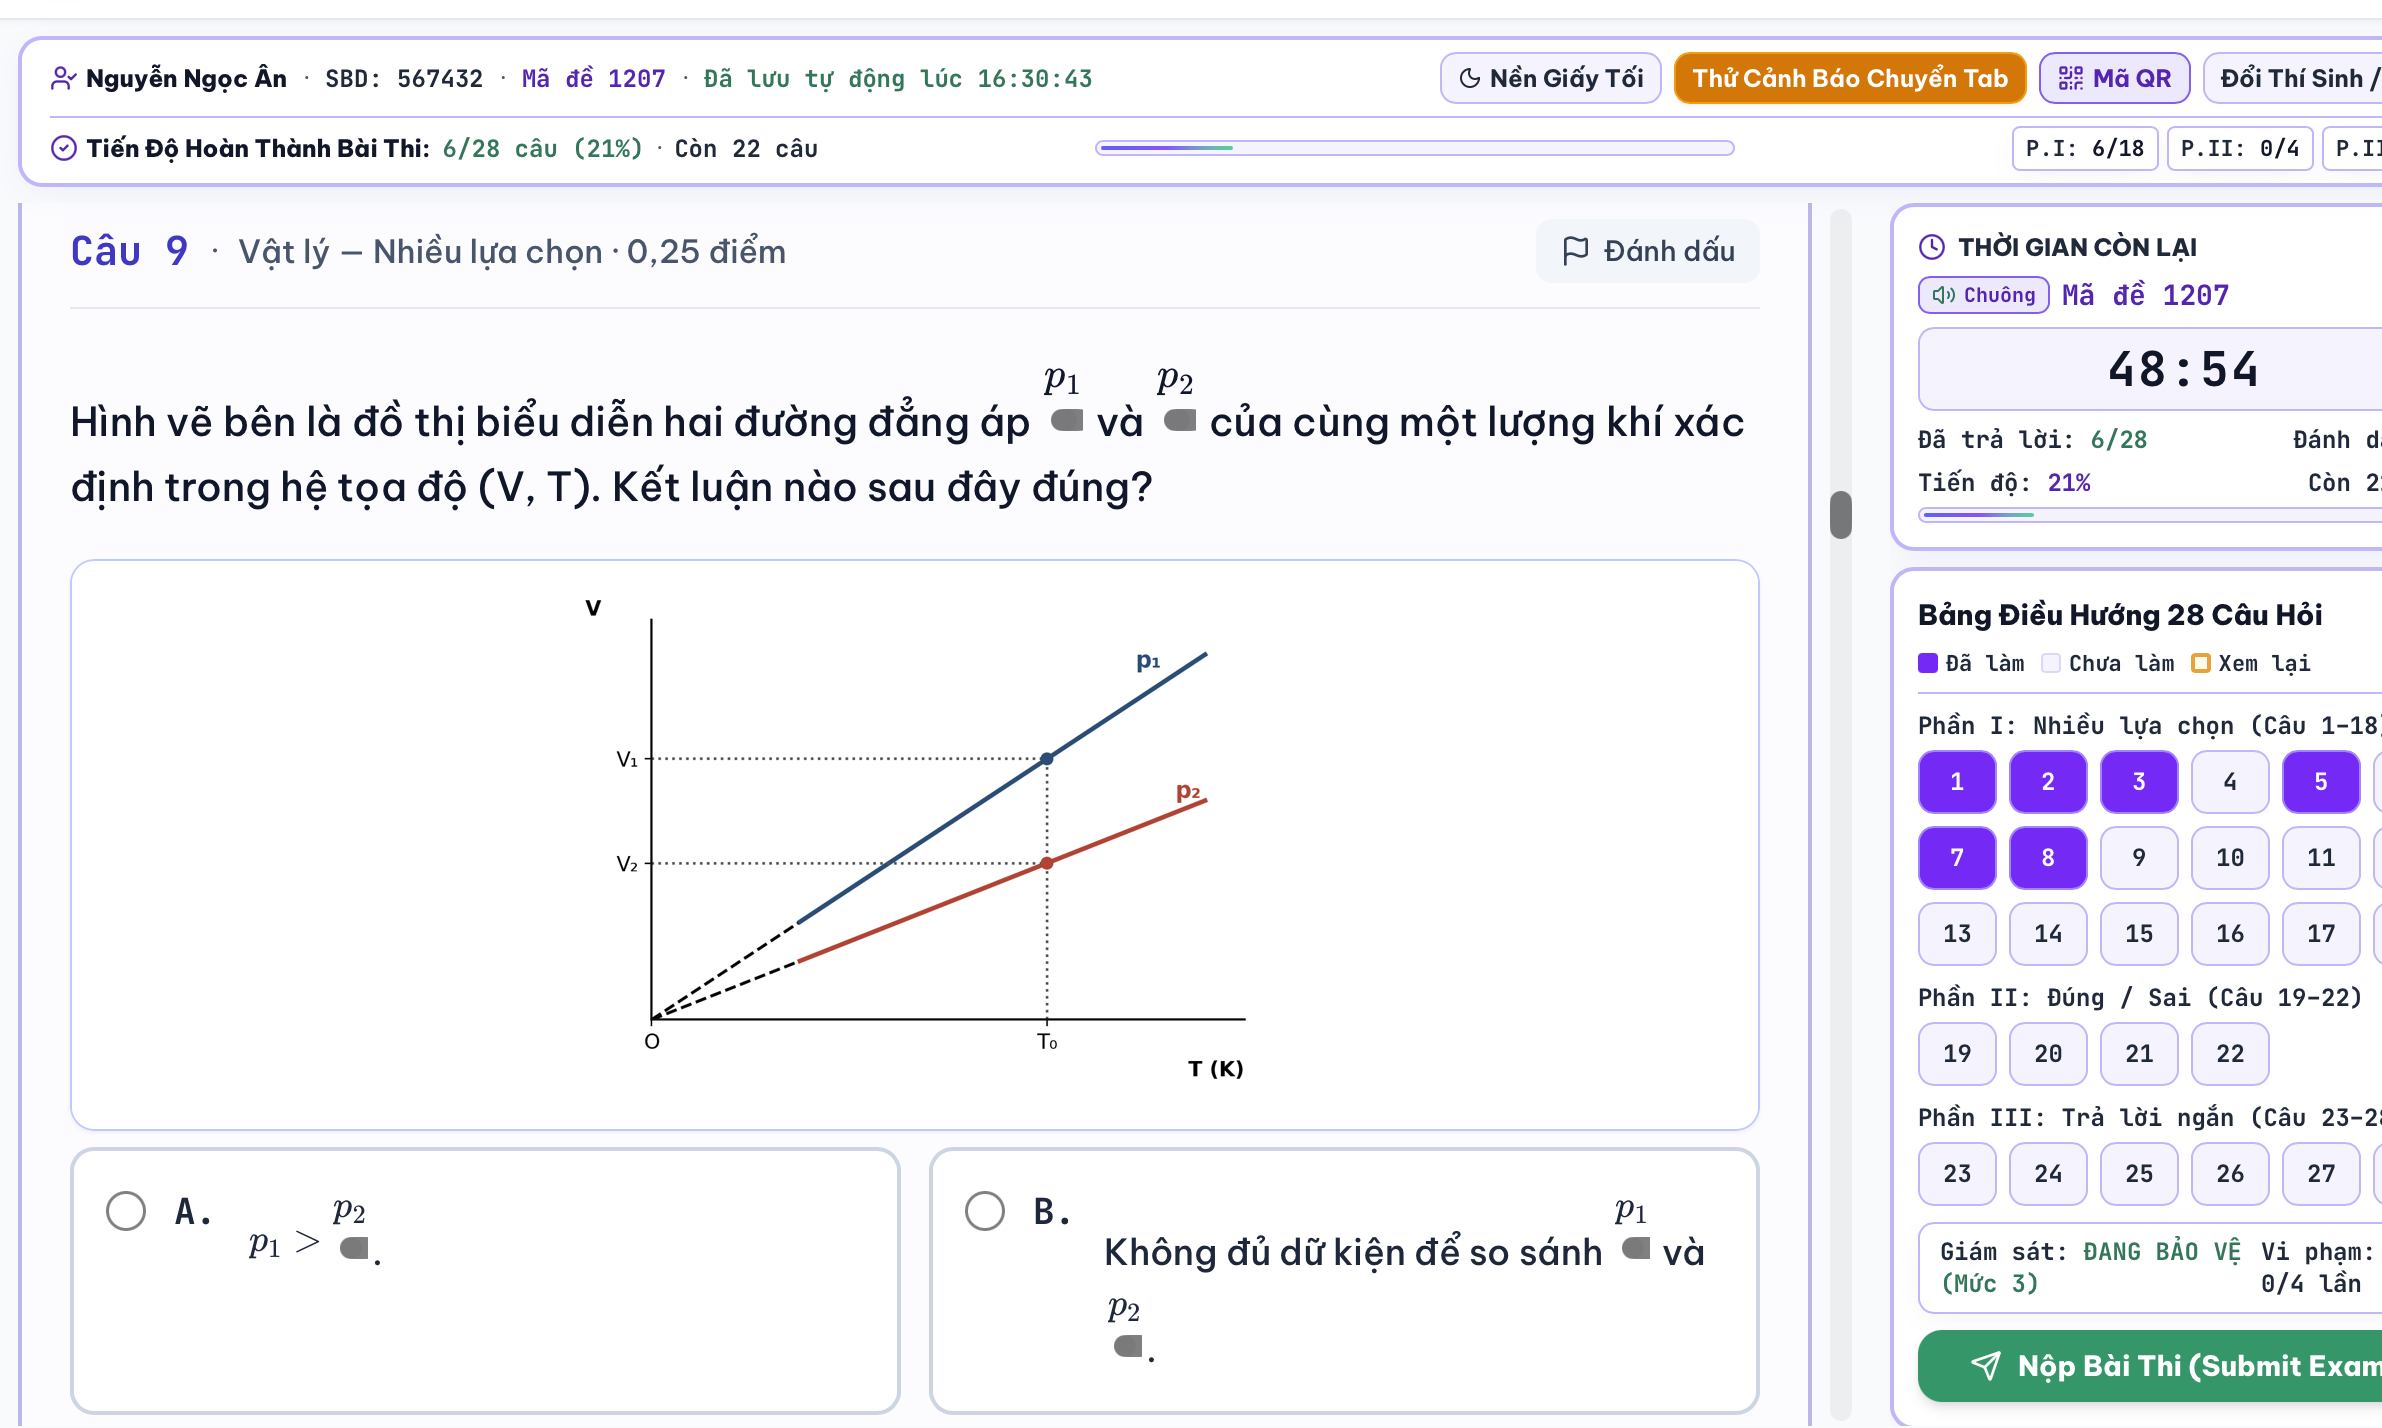 Nguyễn Ngọc Ân · SBD: 567432 · Mã đề 1207 · Đã lưu tự động lúc 16:30:43
Nền Giấy Tối
Thử Cảnh Báo Chuyển Tab
Mã QR
Đổi Thí Sinh /
Tiến Độ Hoàn Thành Bài Thi: 6/28 câu (21%) · Còn 22 câu
P.I: 6/18
P.II: 0/4
Câu 9 · Vật lý — Nhiều lựa chọn · 0,25 điểm
Đánh dấu
Hình vẽ bên là đồ thị biểu diễn hai đường đẳng áp p₁ và p₂ của cùng một lượng khí xác
định trong hệ tọa độ (V, T). Kết luận nào sau đây đúng?
V
p₁
V₁
p₂
V₂
O
T₀
T (K)
A. p₁ > p₂.
B. Không đủ dữ kiện để so sánh p₁ và
p₂.
THỜI GIAN CÒN LẠI
Chuông
Mã đề 1207
48:54
Đã trả lời: 6/28
Đánh
Tiến độ: 21%
Còn
Bảng Điều Hướng 28 Câu Hỏi
Đã làm
Chưa làm
Xem lại
Phần I: Nhiều lựa chọn (Câu 1–18
1 2 3 4 5
7 8 9 10 11
13 14 15 16 17
Phần II: Đúng / Sai (Câu 19–22)
19 20 21 22
Phần III: Trả lời ngắn (Câu 23–28
23 24 25 26 27
Giám sát: ĐANG BẢO VỆ
(Mức 3)
Vi phạm:
0/4 lần
Nộp Bài Thi (Submit Exam